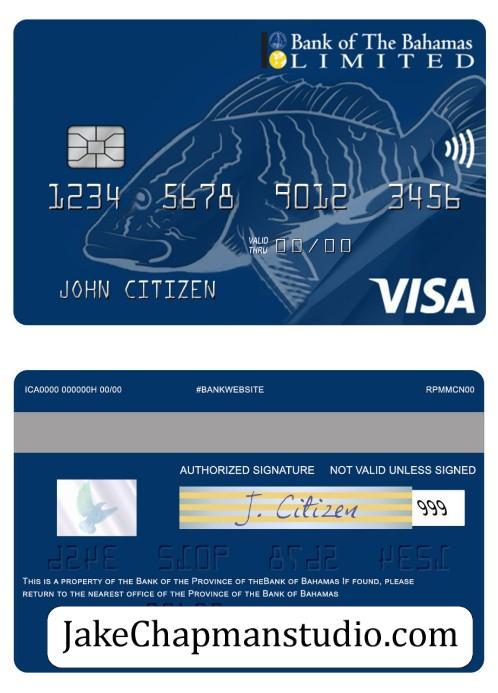 Bank of The Bahamas
LIMITED
1234 5678 9012 3456
VALID
THRU 00/00
JOHN CITIZEN
VISA
ICA0000 000000H 00/00 #BANKWEBSITE RPMMCN00
AUTHORIZED SIGNATURE NOT VALID UNLESS SIGNED
J. Citizen 999
THIS IS A PROPERTY OF THE BANK OF THE PROVINCE OF THEBANK OF BAHAMAS IF FOUND, PLEASE
RETURN TO THE NEAREST OFFICE OF THE PROVINCE OF THE BANK OF BAHAMAS
JakeChapmanstudio.com